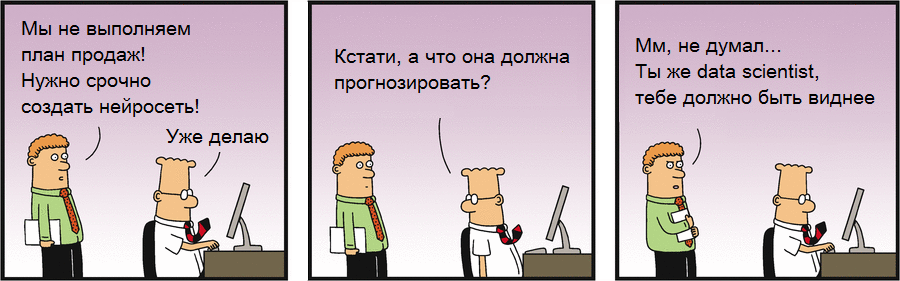 Мы не выполняем
план продаж!
Нужно срочно
создать нейросеть!
Уже делаю
Кстати, а что она должна
прогнозировать?
Мм, не думал...
Ты же data scientist,
тебе должно быть виднее